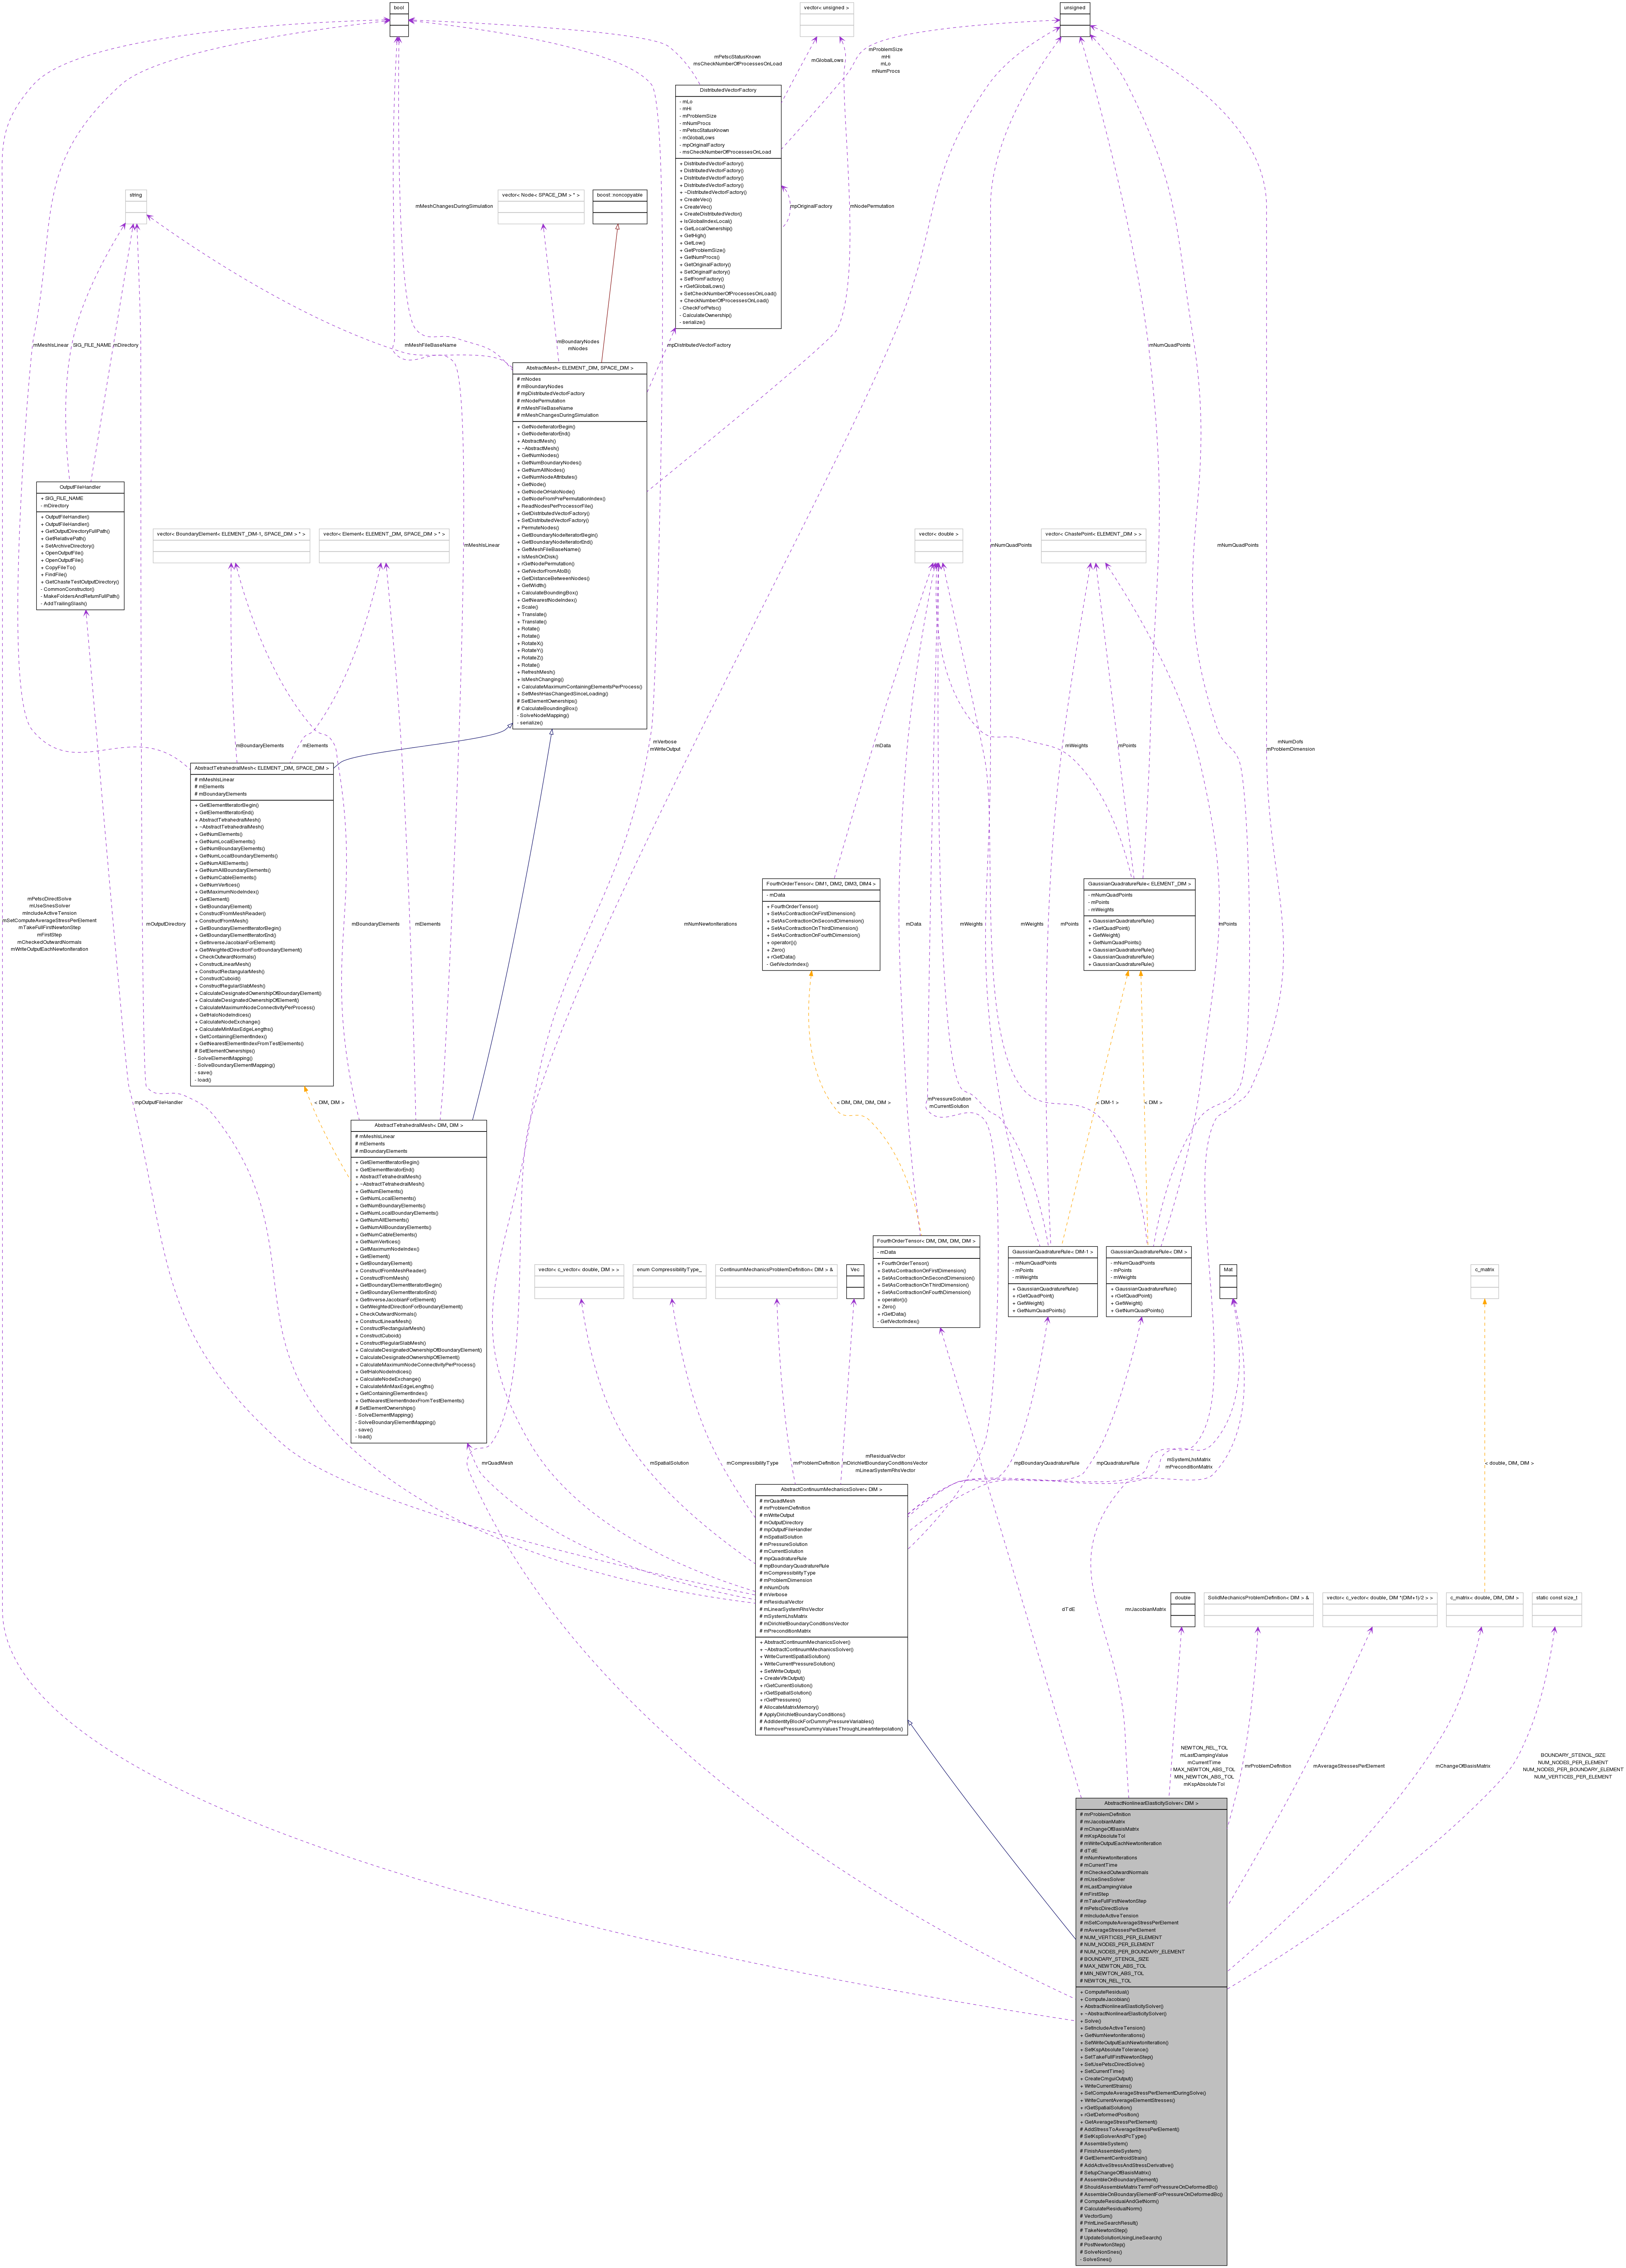 bool
vector< unsigned >
unsigned
mPetscStatusKnown
msCheckNumberOfProcessesOnLoad
mGlobalLows
mProblemSize
mHi
mLo
mNumProcs
DistributedVectorFactory
- mLo
- mHi
- mProblemSize
- mNumProcs
- mPetscStatusKnown
- mGlobalLows
- mpOriginalFactory
- msCheckNumberOfProcessesOnLoad
+ DistributedVectorFactory()
+ DistributedVectorFactory()
+ DistributedVectorFactory()
+ DistributedVectorFactory()
+ ~DistributedVectorFactory()
+ CreateVec()
+ CreateVec()
+ CreateDistributedVector()
+ IsGlobalIndexLocal()
+ GetLocalOwnership()
+ GetHigh()
+ GetLow()
+ GetProblemSize()
+ GetNumProcs()
+ GetOriginalFactory()
+ SetOriginalFactory()
+ SetFromFactory()
+ rGetGlobalLows()
+ SetCheckNumberOfProcessesOnLoad()
+ CheckNumberOfProcessesOnLoad()
- CheckForPetsc()
- CalculateOwnership()
- serialize()
string
vector< Node< SPACE_DIM > * >
boost::noncopyable
mMeshChangesDuringSimulation
mpOriginalFactory
mNodePermutation
mMeshIsLinear
SIG_FILE_NAME
mDirectory
mMeshFileBaseName
mBoundaryNodes
mNodes
mpDistributedVectorFactory
mNumQuadPoints
AbstractMesh< ELEMENT_DIM, SPACE_DIM >
# mNodes
# mBoundaryNodes
# mpDistributedVectorFactory
# mNodePermutation
# mMeshFileBaseName
# mMeshChangesDuringSimulation
+ GetNodeIteratorBegin()
+ GetNodeIteratorEnd()
+ AbstractMesh()
+ ~AbstractMesh()
+ GetNumNodes()
+ GetNumBoundaryNodes()
+ GetNumAllNodes()
+ GetNumNodeAttributes()
+ GetNode()
+ GetNodeOrHaloNode()
+ GetNodeFromPrePermutationIndex()
+ ReadNodesPerProcessorFile()
+ GetDistributedVectorFactory()
+ SetDistributedVectorFactory()
+ PermuteNodes()
+ GetBoundaryNodeIteratorBegin()
+ GetBoundaryNodeIteratorEnd()
+ GetMeshFileBaseName()
+ IsMeshOnDisk()
+ rGetNodePermutation()
+ GetVectorFromAtoB()
+ GetDistanceBetweenNodes()
+ GetWidth()
+ CalculateBoundingBox()
+ GetNearestNodeIndex()
+ Scale()
+ Translate()
+ Translate()
+ Rotate()
+ Rotate()
+ RotateX()
+ RotateY()
+ RotateZ()
+ Rotate()
+ RefreshMesh()
+ IsMeshChanging()
+ CalculateMaximumContainingElementsPerProcess()
+ SetMeshHasChangedSinceLoading()
# SetElementOwnerships()
# CalculateBoundingBox()
- SolveNodeMapping()
- serialize()
OutputFileHandler
+ SIG_FILE_NAME
- mDirectory
+ OutputFileHandler()
+ OutputFileHandler()
+ GetOutputDirectoryFullPath()
+ GetRelativePath()
+ SetArchiveDirectory()
+ OpenOutputFile()
+ OpenOutputFile()
+ CopyFileTo()
+ FindFile()
+ GetChasteTestOutputDirectory()
- CommonConstructor()
- MakeFoldersAndReturnFullPath()
- AddTrailingSlash()
vector< BoundaryElement< ELEMENT_DIM-1, SPACE_DIM > * >
vector< Element< ELEMENT_DIM, SPACE_DIM > * >
mMeshIsLinear
vector< double >
vector< ChastePoint< ELEMENT_DIM > >
mNumQuadPoints
mNumQuadPoints
mBoundaryElements
mElements
mVerbose
mWriteOutput
mData
mWeights
mPoints
mNumDofs
mProblemDimension
AbstractTetrahedralMesh< ELEMENT_DIM, SPACE_DIM >
# mMeshIsLinear
# mElements
# mBoundaryElements
+ GetElementIteratorBegin()
+ GetElementIteratorEnd()
+ AbstractTetrahedralMesh()
+ ~AbstractTetrahedralMesh()
+ GetNumElements()
+ GetNumLocalElements()
+ GetNumBoundaryElements()
+ GetNumLocalBoundaryElements()
+ GetNumAllElements()
+ GetNumAllBoundaryElements()
+ GetNumCableElements()
+ GetNumVertices()
+ GetMaximumNodeIndex()
+ GetElement()
+ GetBoundaryElement()
+ ConstructFromMeshReader()
+ ConstructFromMesh()
+ GetBoundaryElementIteratorBegin()
+ GetBoundaryElementIteratorEnd()
+ GetInverseJacobianForElement()
+ GetWeightedDirectionForBoundaryElement()
+ CheckOutwardNormals()
+ ConstructLinearMesh()
+ ConstructRectangularMesh()
+ ConstructCuboid()
+ ConstructRegularSlabMesh()
+ CalculateDesignatedOwnershipOfBoundaryElement()
+ CalculateDesignatedOwnershipOfElement()
+ CalculateMaximumNodeConnectivityPerProcess()
+ GetHaloNodeIndices()
+ CalculateNodeExchange()
+ CalculateMinMaxEdgeLengths()
+ GetContainingElementIndex()
+ GetNearestElementIndexFromTestElements()
# SetElementOwnerships()
- SolveElementMapping()
- SolveBoundaryElementMapping()
- save()
- load()
FourthOrderTensor< DIM1, DIM2, DIM3, DIM4 >
- mData
+ FourthOrderTensor()
+ SetAsContractionOnFirstDimension()
+ SetAsContractionOnSecondDimension()
+ SetAsContractionOnThirdDimension()
+ SetAsContractionOnFourthDimension()
+ operator()()
+ Zero()
+ rGetData()
- GetVectorIndex()
GaussianQuadratureRule< ELEMENT_DIM >
- mNumQuadPoints
- mPoints
- mWeights
+ GaussianQuadratureRule()
+ rGetQuadPoint()
+ GetWeight()
+ GetNumQuadPoints()
+ GaussianQuadratureRule()
+ GaussianQuadratureRule()
+ GaussianQuadratureRule()
mPetscDirectSolve
mUseSnesSolver
mIncludeActiveTension
mSetComputeAverageStressPerElement
mTakeFullFirstNewtonStep
mFirstStep
mCheckedOutwardNormals
mWriteOutputEachNewtonIteration
mOutputDirectory
mBoundaryElements
mElements
mNumNewtonIterations
mData
mWeights
mWeights
mPoints
mPoints
mpOutputFileHandler
< DIM, DIM >
< DIM, DIM, DIM, DIM >
mPressureSolution
mCurrentSolution
< DIM-1 >
< DIM >
AbstractTetrahedralMesh< DIM, DIM >
# mMeshIsLinear
# mElements
# mBoundaryElements
+ GetElementIteratorBegin()
+ GetElementIteratorEnd()
+ AbstractTetrahedralMesh()
+ ~AbstractTetrahedralMesh()
+ GetNumElements()
+ GetNumLocalElements()
+ GetNumBoundaryElements()
+ GetNumLocalBoundaryElements()
+ GetNumAllElements()
+ GetNumAllBoundaryElements()
+ GetNumCableElements()
+ GetNumVertices()
+ GetMaximumNodeIndex()
+ GetElement()
+ GetBoundaryElement()
+ ConstructFromMeshReader()
+ ConstructFromMesh()
+ GetBoundaryElementIteratorBegin()
+ GetBoundaryElementIteratorEnd()
+ GetInverseJacobianForElement()
+ GetWeightedDirectionForBoundaryElement()
+ CheckOutwardNormals()
+ ConstructLinearMesh()
+ ConstructRectangularMesh()
+ ConstructCuboid()
+ ConstructRegularSlabMesh()
+ CalculateDesignatedOwnershipOfBoundaryElement()
+ CalculateDesignatedOwnershipOfElement()
+ CalculateMaximumNodeConnectivityPerProcess()
+ GetHaloNodeIndices()
+ CalculateNodeExchange()
+ CalculateMinMaxEdgeLengths()
+ GetContainingElementIndex()
+ GetNearestElementIndexFromTestElements()
# SetElementOwnerships()
- SolveElementMapping()
- SolveBoundaryElementMapping()
- save()
- load()
vector< c_vector< double, DIM > >
enum CompressibilityType_
ContinuumMechanicsProblemDefinition< DIM > &
Vec
FourthOrderTensor< DIM, DIM, DIM, DIM >
- mData
+ FourthOrderTensor()
+ SetAsContractionOnFirstDimension()
+ SetAsContractionOnSecondDimension()
+ SetAsContractionOnThirdDimension()
+ SetAsContractionOnFourthDimension()
+ operator()()
+ Zero()
+ rGetData()
- GetVectorIndex()
GaussianQuadratureRule< DIM-1 >
- mNumQuadPoints
- mPoints
- mWeights
+ GaussianQuadratureRule()
+ rGetQuadPoint()
+ GetWeight()
+ GetNumQuadPoints()
GaussianQuadratureRule< DIM >
- mNumQuadPoints
- mPoints
- mWeights
+ GaussianQuadratureRule()
+ rGetQuadPoint()
+ GetWeight()
+ GetNumQuadPoints()
Mat
c_matrix
mrQuadMesh
mSpatialSolution
mCompressibilityType
mrProblemDefinition
mResidualVector
mDirichletBoundaryConditionsVector
mLinearSystemRhsVector
mpBoundaryQuadratureRule
mpQuadratureRule
mSystemLhsMatrix
mPreconditionMatrix
< double, DIM, DIM >
AbstractContinuumMechanicsSolver< DIM >
# mrQuadMesh
# mrProblemDefinition
# mWriteOutput
# mOutputDirectory
# mpOutputFileHandler
# mSpatialSolution
# mPressureSolution
# mCurrentSolution
# mpQuadratureRule
# mpBoundaryQuadratureRule
# mCompressibilityType
# mProblemDimension
# mNumDofs
# mVerbose
# mResidualVector
# mLinearSystemRhsVector
# mSystemLhsMatrix
# mDirichletBoundaryConditionsVector
# mPreconditionMatrix
+ AbstractContinuumMechanicsSolver()
+ ~AbstractContinuumMechanicsSolver()
+ WriteCurrentSpatialSolution()
+ WriteCurrentPressureSolution()
+ SetWriteOutput()
+ CreateVtkOutput()
+ rGetCurrentSolution()
+ rGetSpatialSolution()
+ rGetPressures()
# AllocateMatrixMemory()
# ApplyDirichletBoundaryConditions()
# AddIdentityBlockForDummyPressureVariables()
# RemovePressureDummyValuesThroughLinearInterpolation()
dTdE
mrJacobianMatrix
double
SolidMechanicsProblemDefinition< DIM > &
vector< c_vector< double, DIM *(DIM+1)/2 > >
c_matrix< double, DIM, DIM >
static const size_t
NEWTON_REL_TOL
mLastDampingValue
mCurrentTime
MAX_NEWTON_ABS_TOL
MIN_NEWTON_ABS_TOL
mKspAbsoluteTol
mrProblemDefinition
mAverageStressesPerElement
mChangeOfBasisMatrix
BOUNDARY_STENCIL_SIZE
NUM_NODES_PER_ELEMENT
NUM_NODES_PER_BOUNDARY_ELEMENT
NUM_VERTICES_PER_ELEMENT
AbstractNonlinearElasticitySolver< DIM >
# mrProblemDefinition
# mrJacobianMatrix
# mChangeOfBasisMatrix
# mKspAbsoluteTol
# mWriteOutputEachNewtonIteration
# dTdE
# mNumNewtonIterations
# mCurrentTime
# mCheckedOutwardNormals
# mUseSnesSolver
# mLastDampingValue
# mFirstStep
# mTakeFullFirstNewtonStep
# mPetscDirectSolve
# mIncludeActiveTension
# mSetComputeAverageStressPerElement
# mAverageStressesPerElement
# NUM_VERTICES_PER_ELEMENT
# NUM_NODES_PER_ELEMENT
# NUM_NODES_PER_BOUNDARY_ELEMENT
# BOUNDARY_STENCIL_SIZE
# MAX_NEWTON_ABS_TOL
# MIN_NEWTON_ABS_TOL
# NEWTON_REL_TOL
+ ComputeResidual()
+ ComputeJacobian()
+ AbstractNonlinearElasticitySolver()
+ ~AbstractNonlinearElasticitySolver()
+ Solve()
+ SetIncludeActiveTension()
+ GetNumNewtonIterations()
+ SetWriteOutputEachNewtonIteration()
+ SetKspAbsoluteTolerance()
+ SetTakeFullFirstNewtonStep()
+ SetUsePetscDirectSolve()
+ SetCurrentTime()
+ CreateCmguiOutput()
+ WriteCurrentStrains()
+ SetComputeAverageStressPerElementDuringSolve()
+ WriteCurrentAverageElementStresses()
+ rGetSpatialSolution()
+ rGetDeformedPosition()
+ GetAverageStressPerElement()
# AddStressToAverageStressPerElement()
# SetKspSolverAndPcType()
# AssembleSystem()
# FinishAssembleSystem()
# GetElementCentroidStrain()
# AddActiveStressAndStressDerivative()
# SetupChangeOfBasisMatrix()
# AssembleOnBoundaryElement()
# ShouldAssembleMatrixTermForPressureOnDeformedBc()
# AssembleOnBoundaryElementForPressureOnDeformedBc()
# ComputeResidualAndGetNorm()
# CalculateResidualNorm()
# VectorSum()
# PrintLineSearchResult()
# TakeNewtonStep()
# UpdateSolutionUsingLineSearch()
# PostNewtonStep()
# SolveNonSnes()
- SolveSnes()